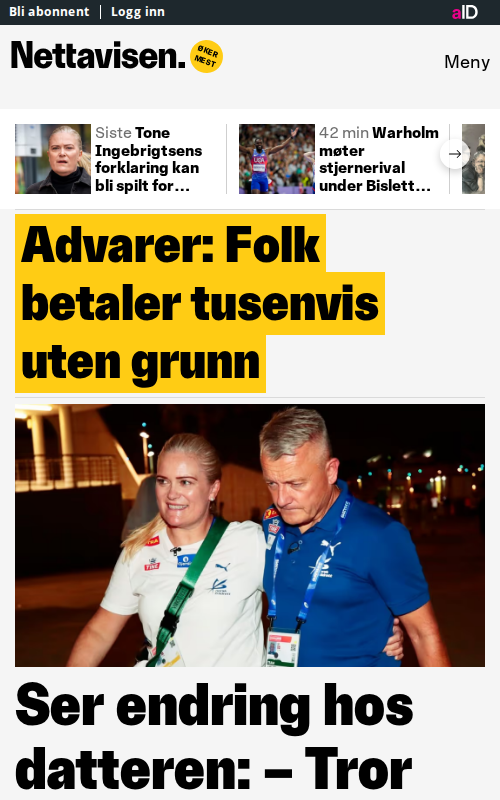 Bli abonnent | Logg inn
aID
Nettavisen.
ØKER
MEST
Meny
Siste Tone
Ingebrigtsens
forklaring kan
bli spilt for...
42 min Warholm
møter
stjernerival
under Bislett...
Advarer: Folk
betaler tusenvis
uten grunn
Ser endring hos
datteren: – Tror